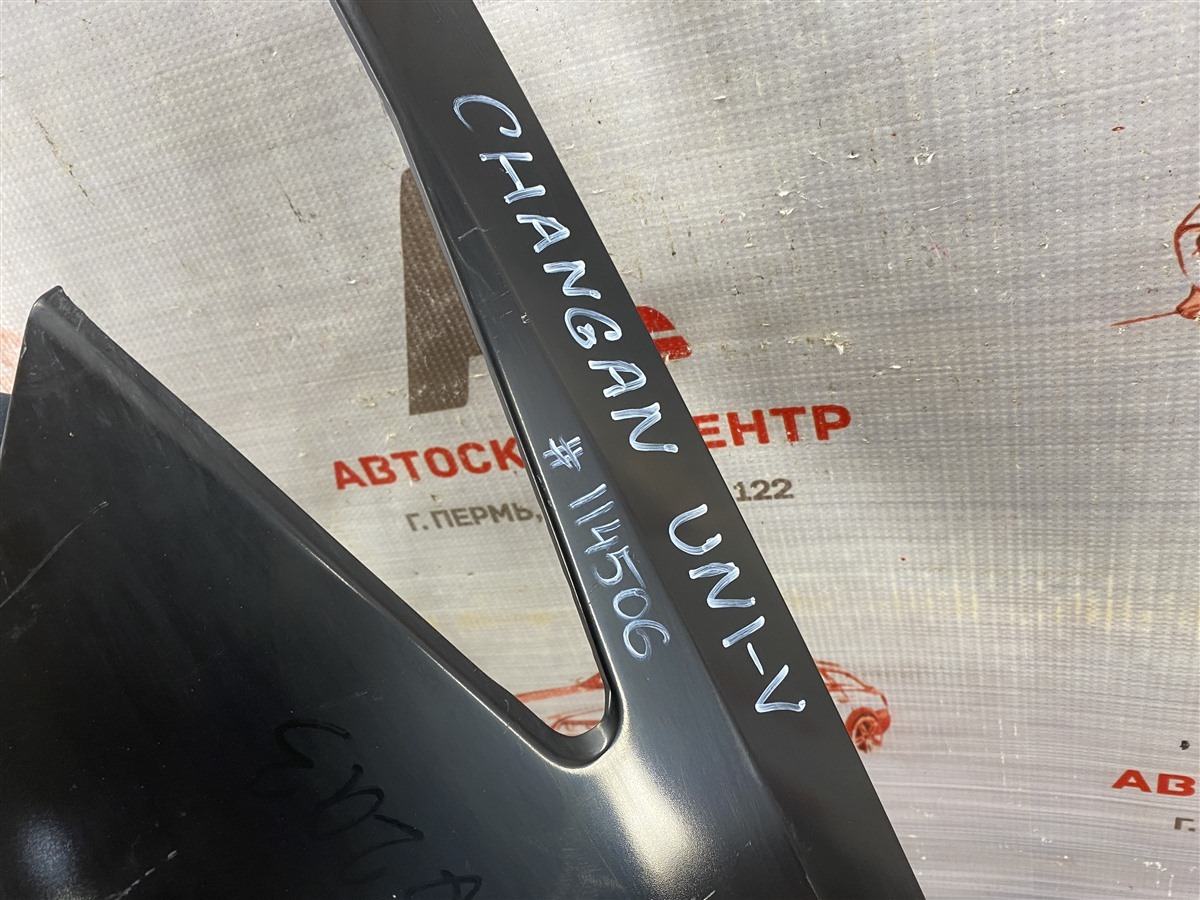 CHANGAN UNI-V
# 114506
АВТОСК ЕНТР
Г. ПЕРМЬ, 122
АВ
Г.